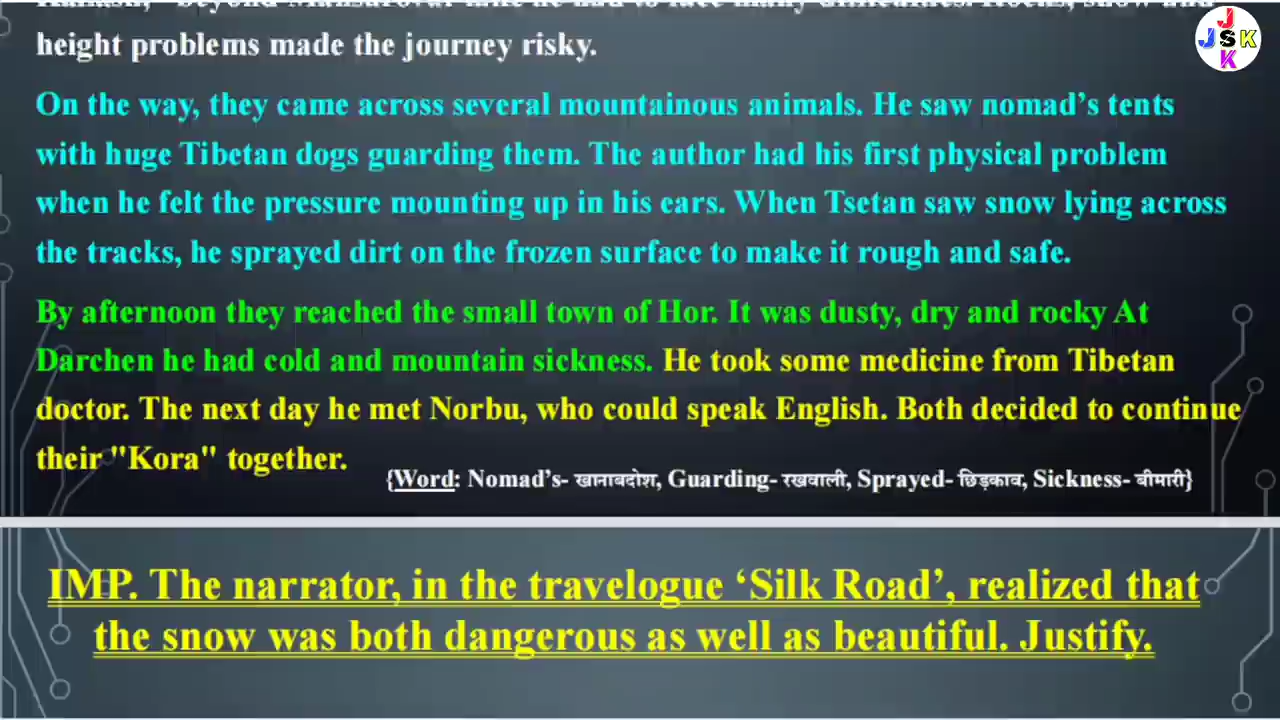 height problems made the journey risky.
On the way, they came across several mountainous animals. He saw nomad's tents
with huge Tibetan dogs guarding them. The author had his first physical problem
when he felt the pressure mounting up in his ears. When Tsetan saw snow lying across
the tracks, he sprayed dirt on the frozen surface to make it rough and safe.
By afternoon they reached the small town of Hor. It was dusty, dry and rocky At
Darchen he had cold and mountain sickness. He took some medicine from Tibetan
doctor. The next day he met Norbu, who could speak English. Both decided to continue
their "Kora" together.
{Word: Nomad's- खानाबदोश, Guarding- रखवाली, Sprayed- छिड़काव, Sickness- बीमारी}
IMP. The narrator, in the travelogue ‘Silk Road’, realized that
the snow was both dangerous as well as beautiful. Justify.
J
J S K
K